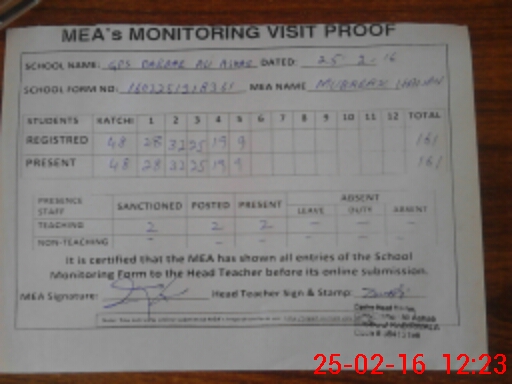 MEA's MONITORING VISIT PROOF
SCHOOL NAME: GPS DARBAR ALI ASHAR DATED: 25-2-16
SCHOOL FORM NO: MEA NAME MUBARAK
STUDENTS KATCHI 1 2 3 4 5 6 7 8 9 10 11 12 TOTAL
REGISTRED 48 28 32 25 19 9 161
PRESENT 48 28 32 25 19 9 161
PRESENCE STAFF SANCTIONED POSTED PRESENT ABSENT
LEAVE DUTY ABSENT
TEACHING 2 2 2 - - -
NON-TEACHING - - - - - -
It is certified that the MEA has shown all entries of the School
Monitoring Form to the Head Teacher before its online submission.
MEA Signature: Head Teacher Sign & Stamp:
25-02-16 12:23